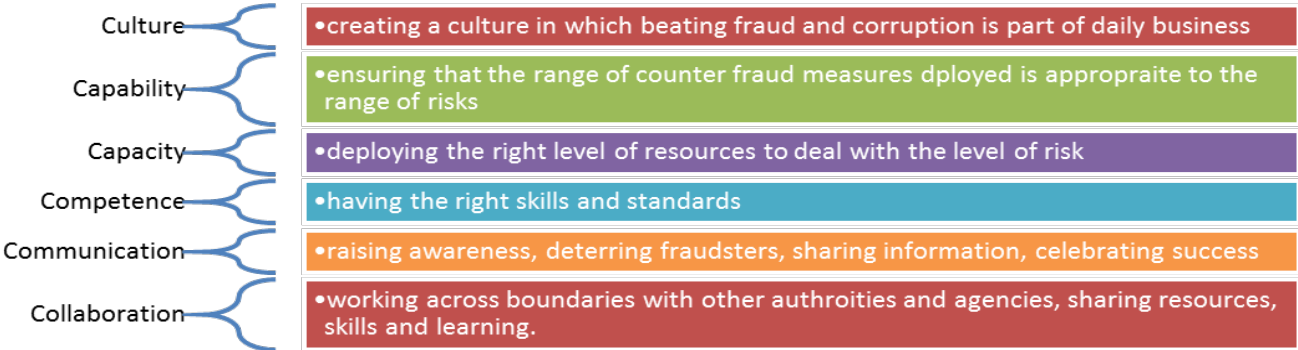 Culture
•creating a culture in which beating fraud and corruption is part of daily business
Capability
•ensuring that the range of counter fraud measures dployed is appropraite to the
range of risks
Capacity
•deploying the right level of resources to deal with the level of risk
Competence
•having the right skills and standards
Communication
•raising awareness, deterring fraudsters, sharing information, celebrating success
Collaboration
•working across boundaries with other authroities and agencies, sharing resources,
skills and learning.